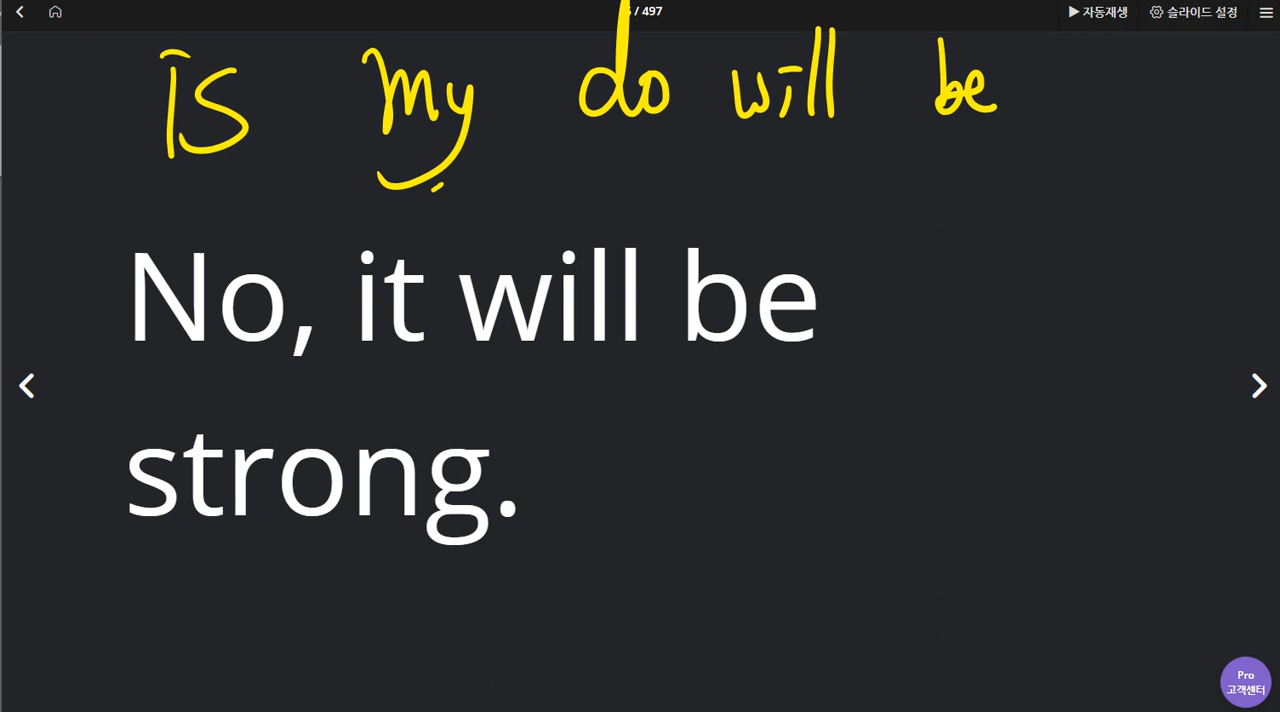 / 497 ▶ 자동재생 슬라이드 설정
is my do will be
No, it will be
strong.
Pro
고객센터